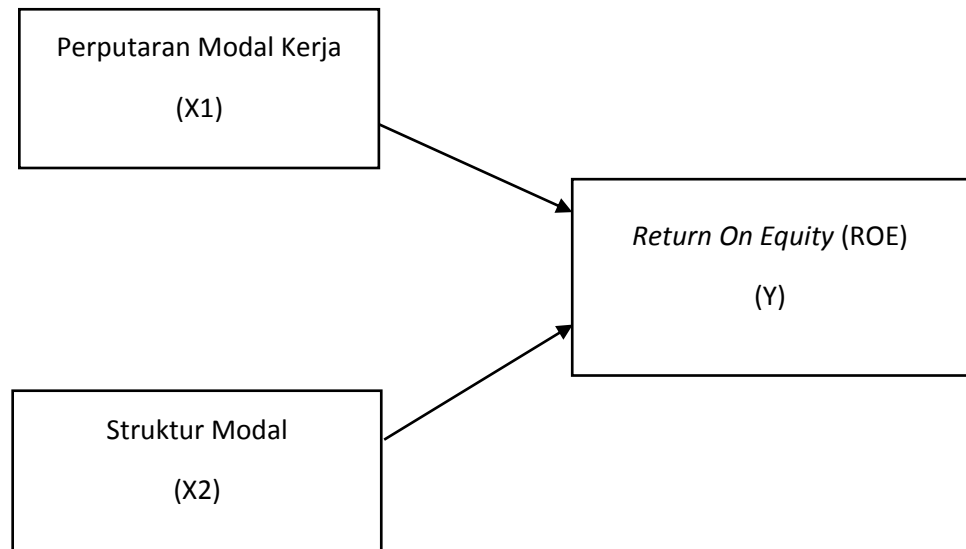 Perputaran Modal Kerja
(X1)
Return On Equity (ROE)
(Y)
Struktur Modal
(X2)